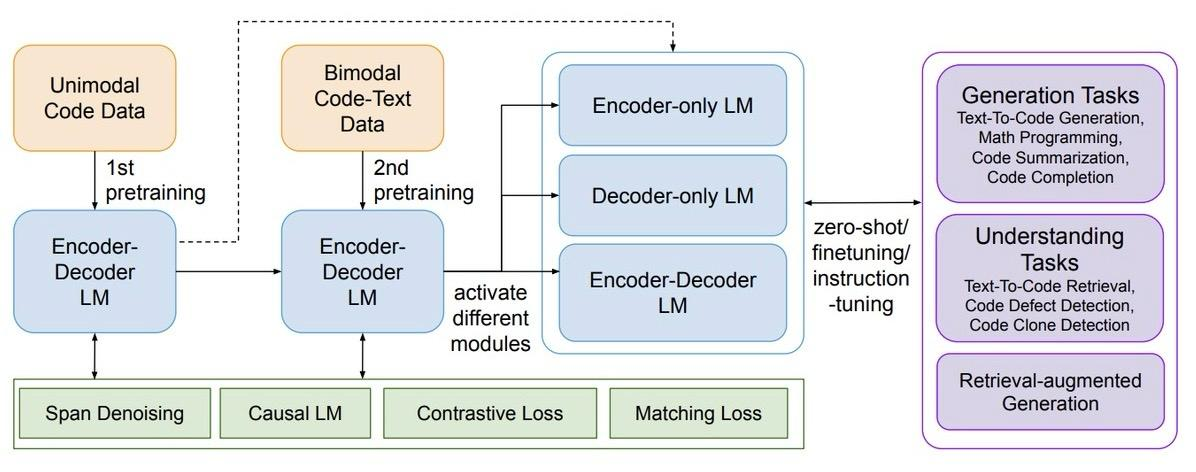 Unimodal
Code Data
Bimodal
Code-Text
Data
1st
pretraining
2nd
pretraining
Encoder-
Decoder
LM
Encoder-
Decoder
LM
activate
different
modules
Encoder-only LM
Decoder-only LM
Encoder-Decoder
LM
zero-shot/
finetuning/
instruction
-tuning
Generation Tasks
Text-To-Code Generation,
Math Programming,
Code Summarization,
Code Completion
Understanding
Tasks
Text-To-Code Retrieval,
Code Defect Detection,
Code Clone Detection
Retrieval-augmented
Generation
Span Denoising
Causal LM
Contrastive Loss
Matching Loss